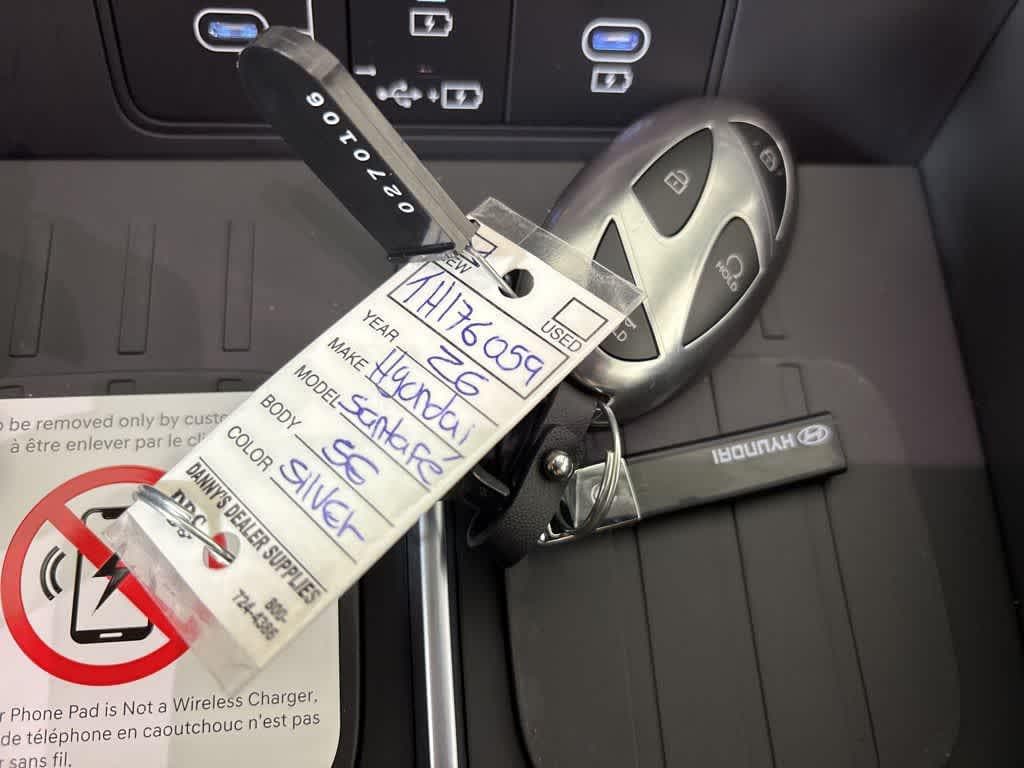 0270106
NEW
USED
TH176059
YEAR 26
MAKE Hyundai
MODEL Santafé
BODY SE
COLOR Silver
DANNY'S DEALER SUPPLIES
800-
724-4386
HOLD
HYUNDAI
o be removed only by custo
à être enlever par le cli
r Phone Pad is Not a Wireless Charger,
de téléphone en caoutchouc n'est pas
r sans fil.